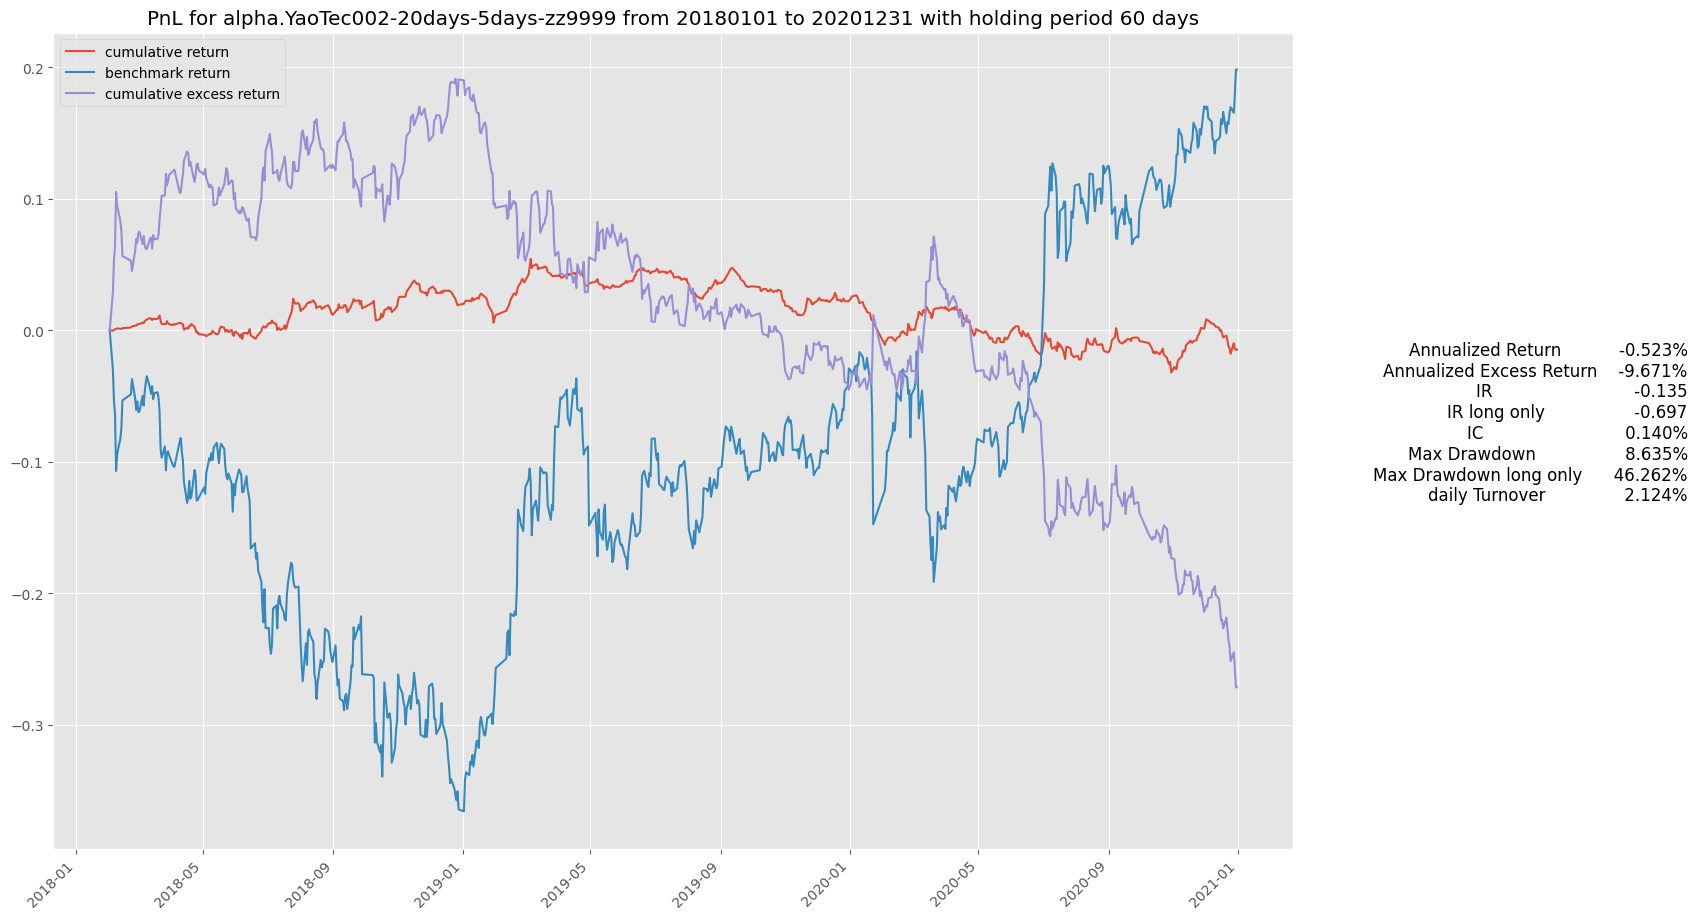 PnL for alpha.YaoTec002-20days-5days-zz9999 from 20180101 to 20201231 with holding period 60 days
cumulative return
benchmark return
cumulative excess return
0.2
0.1
0.0
−0.1
−0.2
−0.3
2018-01
2018-05
2018-09
2019-01
2019-05
2019-09
2020-01
2020-05
2020-09
2021-01
Annualized Return -0.523%
Annualized Excess Return -9.671%
IR -0.135
IR long only -0.697
IC 0.140%
Max Drawdown 8.635%
Max Drawdown long only 46.262%
daily Turnover 2.124%